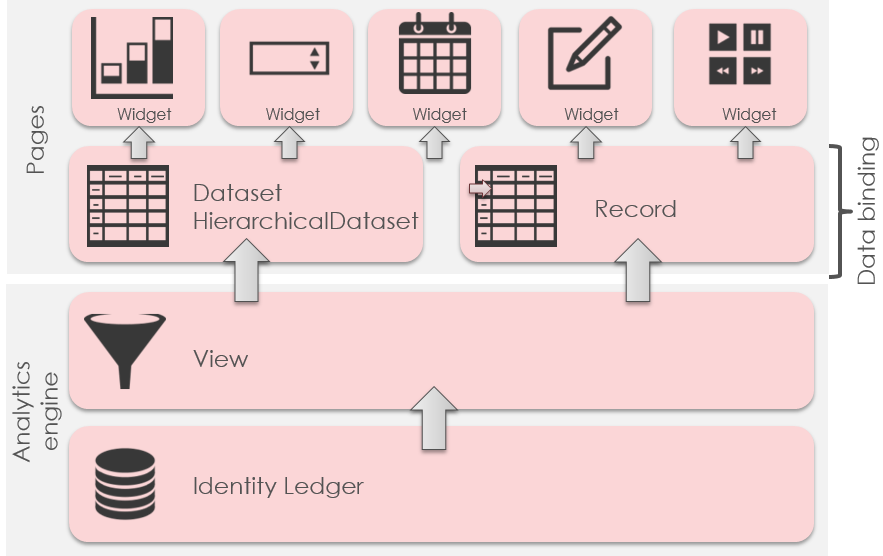 Pages
Widget
Widget
Widget
Widget
Widget
Dataset
HierarchicalDataset
Record
Data binding
Analytics
engine
View
Identity Ledger